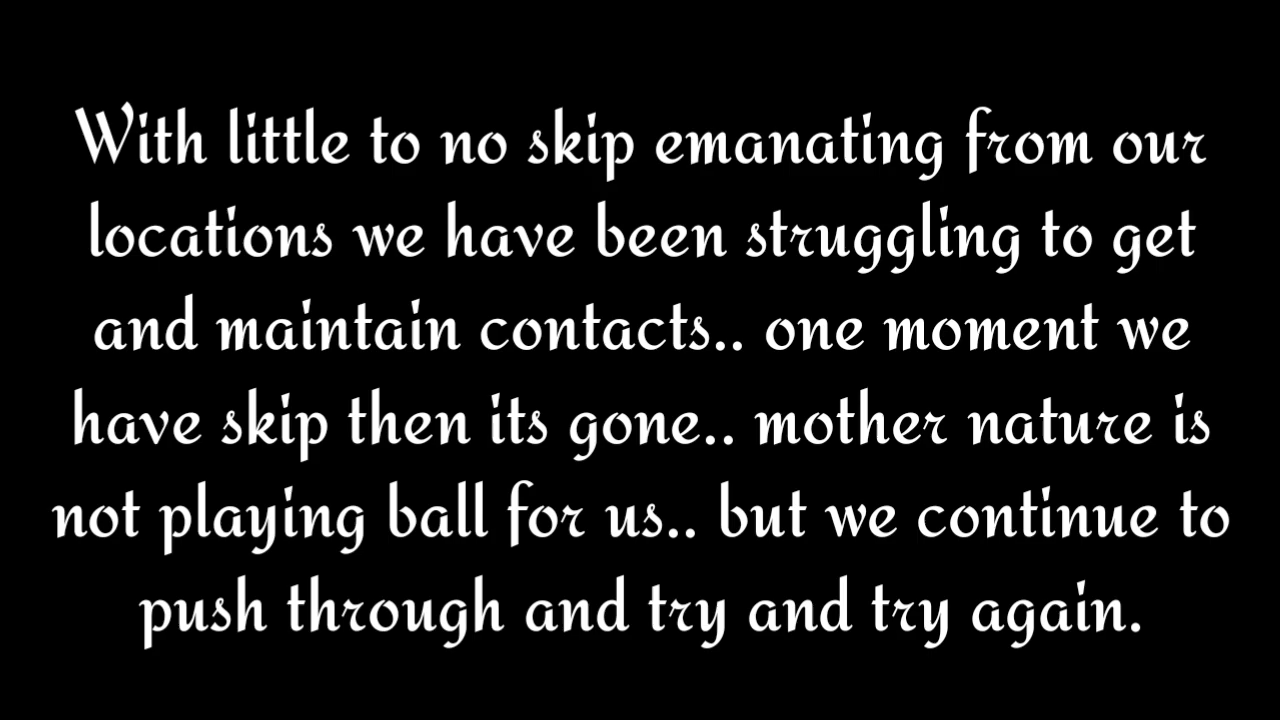 With little to no skip emanating from our
locations we have been struggling to get
and maintain contacts.. one moment we
have skip then its gone.. mother nature is
not playing ball for us.. but we continue to
push through and try and try again.